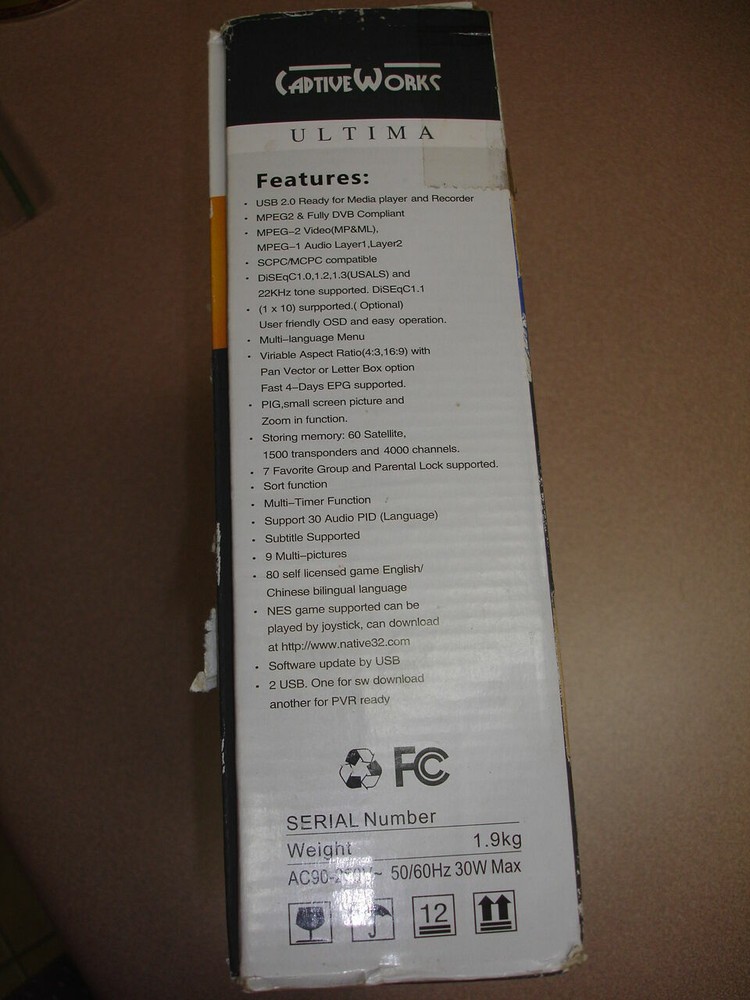 CAPTIVEWORKS
ULTIMA
Features:
· USB 2.0 Ready for Media player and Recorder
· MPEG2 & Fully DVB Compliant
· MPEG-2 Video(MP&ML),
MPEG-1 Audio Layer1,Layer2
· SCPC/MCPC compatible
· DiSEqC1.0,1.2,1.3(USALS) and
22KHz tone supported. DiSEqC1.1
· (1 x 10) surpported.( Optional)
User friendly OSD and easy operation.
· Multi-language Menu
· Viriable Aspect Ratio(4:3,16:9) with
Pan Vector or Letter Box option
Fast 4-Days EPG supported.
· PIG,small screen picture and
Zoom in function.
· Storing memory: 60 Satellite,
1500 transponders and 4000 channels.
· 7 Favorite Group and Parental Lock supported.
· Sort function
· Multi-Timer Function
· Support 30 Audio PID (Language)
· Subtitle Supported
· 9 Multi-pictures
· 80 self licensed game English/
Chinese bilingual language
· NES game supported can be
played by joystick, can download
at http://www.native32.com
· Software update by USB
· 2 USB. One for sw download
another for PVR ready
FC
SERIAL Number
Weight 1.9kg
50/60Hz 30W Max
12